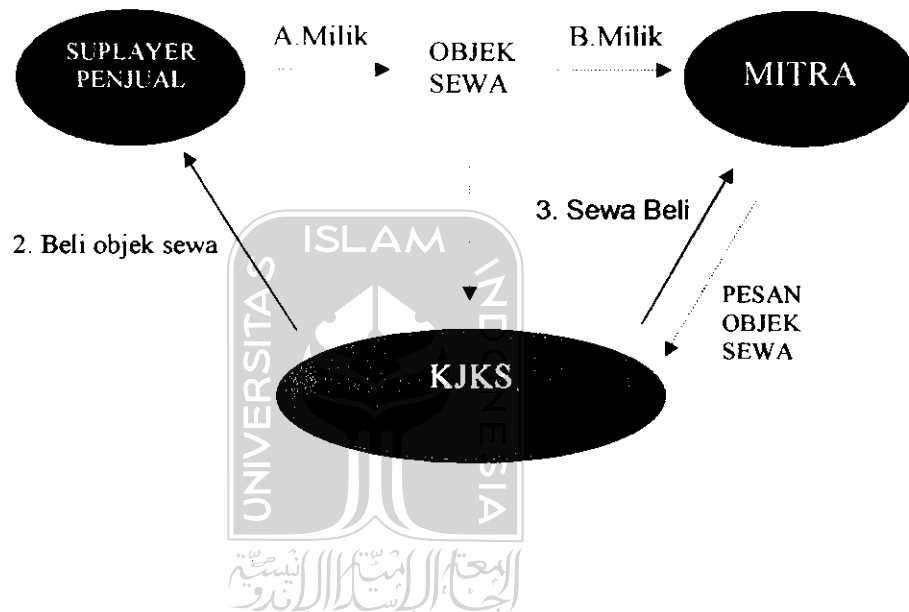 SUPLAYER
PENJUAL
A.Milik
OBJEK
SEWA
B.Milik
MITRA
2. Beli objek sewa
3. Sewa Beli
PESAN
OBJEK
SEWA
KJKS
UNIVERSITAS
ISLAM
INDONESIA